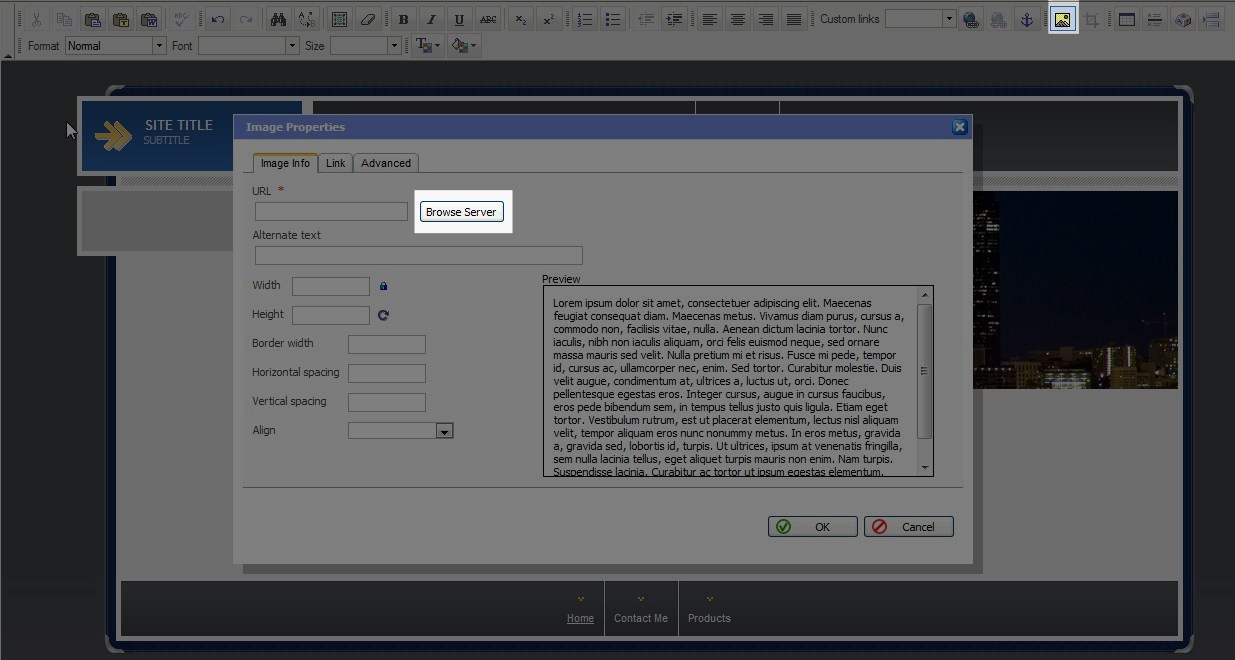 ABC
B I U ABC x₂ x²
Custom links
Format Normal Font Size
SITE TITLE
SUBTITLE
Image Properties
Image Info Link Advanced
URL *
Browse Server
Alternate text
Width
Height
Border width
Horizontal spacing
Vertical spacing
Align
Preview
Lorem ipsum dolor sit amet, consectetuer adipiscing elit. Maecenas
feugiat consequat diam. Maecenas metus. Vivamus diam purus, cursus a,
commodo non, facilisis vitae, nulla. Aenean dictum lacinia tortor. Nunc
iaculis, nibh non iaculis aliquam, orci felis euismod neque, sed ornare
massa mauris sed velit. Nulla pretium mi et risus. Fusce mi pede, tempor
id, cursus ac, ullamcorper nec, enim. Sed tortor. Curabitur molestie. Duis
velit augue, condimentum at, ultrices a, luctus ut, orci. Donec
pellentesque egestas eros. Integer cursus, augue in cursus faucibus,
eros pede bibendum sem, in tempus tellus justo quis ligula. Etiam eget
tortor. Vestibulum rutrum, est ut placerat elementum, lectus nisl aliquam
velit, tempor aliquam eros nunc nonummy metus. In eros metus, gravida
a, gravida sed, lobortis id, turpis. Ut ultrices, ipsum at venenatis fringilla,
sem nulla lacinia tellus, eget aliquet turpis mauris non enim. Nam turpis.
Suspendisse lacinia. Curabitur ac tortor ut ipsum egestas elementum.
OK Cancel
Home Contact Me Products